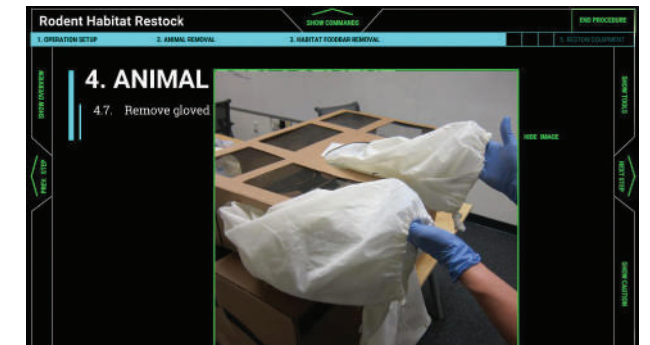 Rodent Habitat Restock
SHOW COMMANDS
END PROCEDURE
1. OPERATION SETUP
2. ANIMAL REMOVAL
3. HABITAT FOODBAR REMOVAL
5. RESTOW EQUIPMENT
SHOW OVERVIEW
4. ANIMAL
4.7. Remove gloved
HIDE IMAGE
SHOW TOOLS
PREV. STEP
NEXT STEP
SHOW CAUTION